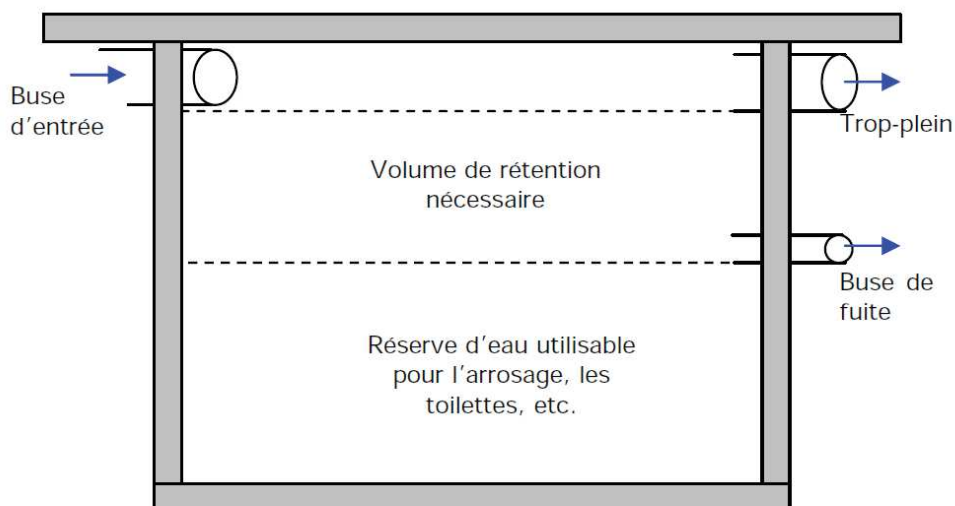 Buse
d'entrée
Trop-plein
Volume de rétention
nécessaire
Buse de
fuite
Réserve d'eau utilisable
pour l'arrosage, les
toilettes, etc.